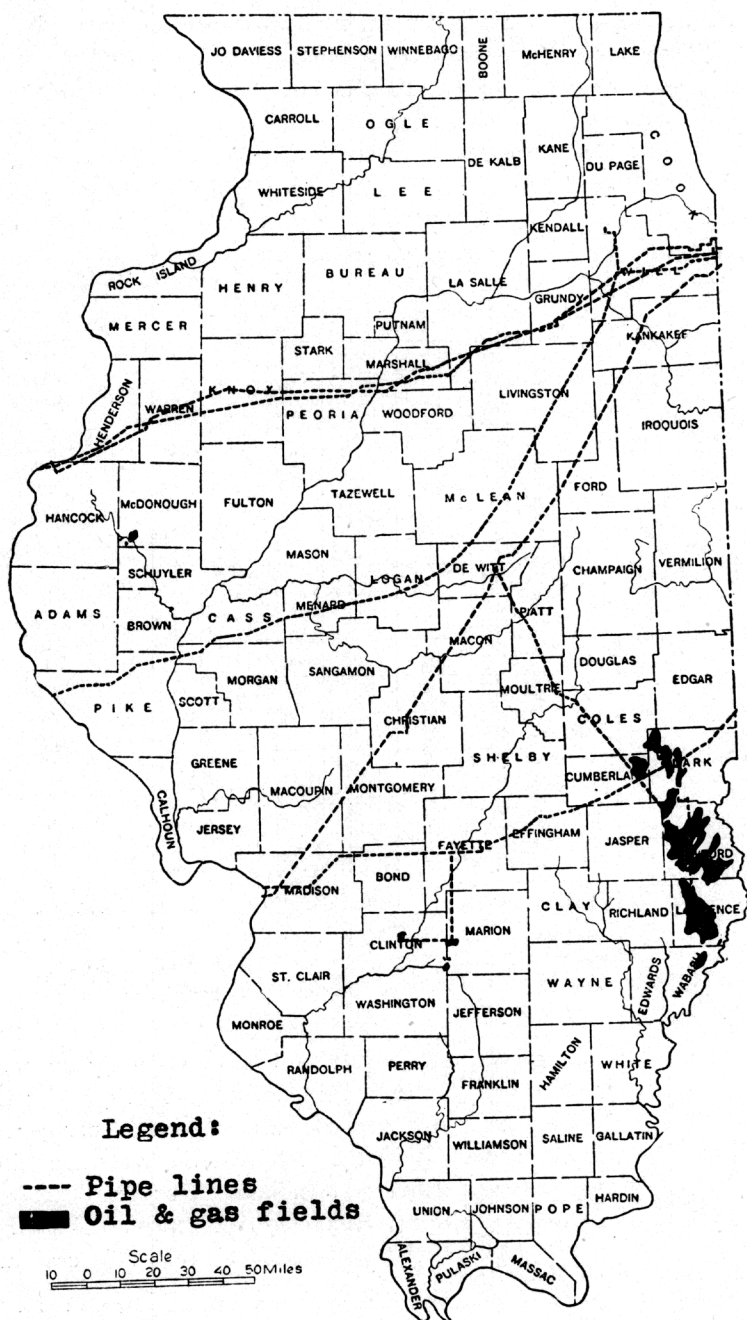 JO DAVIESS STEPHENSON WINNEBAGO BOONE McHENRY LAKE
CARROLL OGLE DE KALB KANE COOK
DU PAGE
WHITESIDE LEE
KENDALL
ROCK ISLAND HENRY BUREAU LA SALLE GRUNDY
MERCER PUTNAM KANKAKEE
STARK MARSHALL
HENDERSON WARREN KNOX PEORIA WOODFORD LIVINGSTON IROQUOIS
HANCOCK McDONOUGH FULTON TAZEWELL McLEAN FORD
SCHUYLER MASON LOGAN DE WITT CHAMPAIGN VERMILION
ADAMS BROWN CASS MENARD PIATT
MACON
PIKE SCOTT MORGAN SANGAMON MOULTRIE DOUGLAS EDGAR
CHRISTIAN COLES
GREENE SHELBY CUMBERLAN ARK
CALHOUN MACOUPIN MONTGOMERY
JERSEY FAYETTE EFFINGHAM JASPER ORD
MADISON BOND
CLAY RICHLAND L ENCE
CLINTON MARION
ST. CLAIR WAYNE EDWARDS WABASH
WASHINGTON JEFFERSON
MONROE
RANDOLPH PERRY HAMILTON WHITE
FRANKLIN
JACKSON WILLIAMSON SALINE GALLATIN
UNION JOHNSON POPE HARDIN
ALEXANDER PULASKI MASSAC
Legend:
Pipe lines
Oil & gas fields
Scale
10 0 10 20 30 40 50 Miles